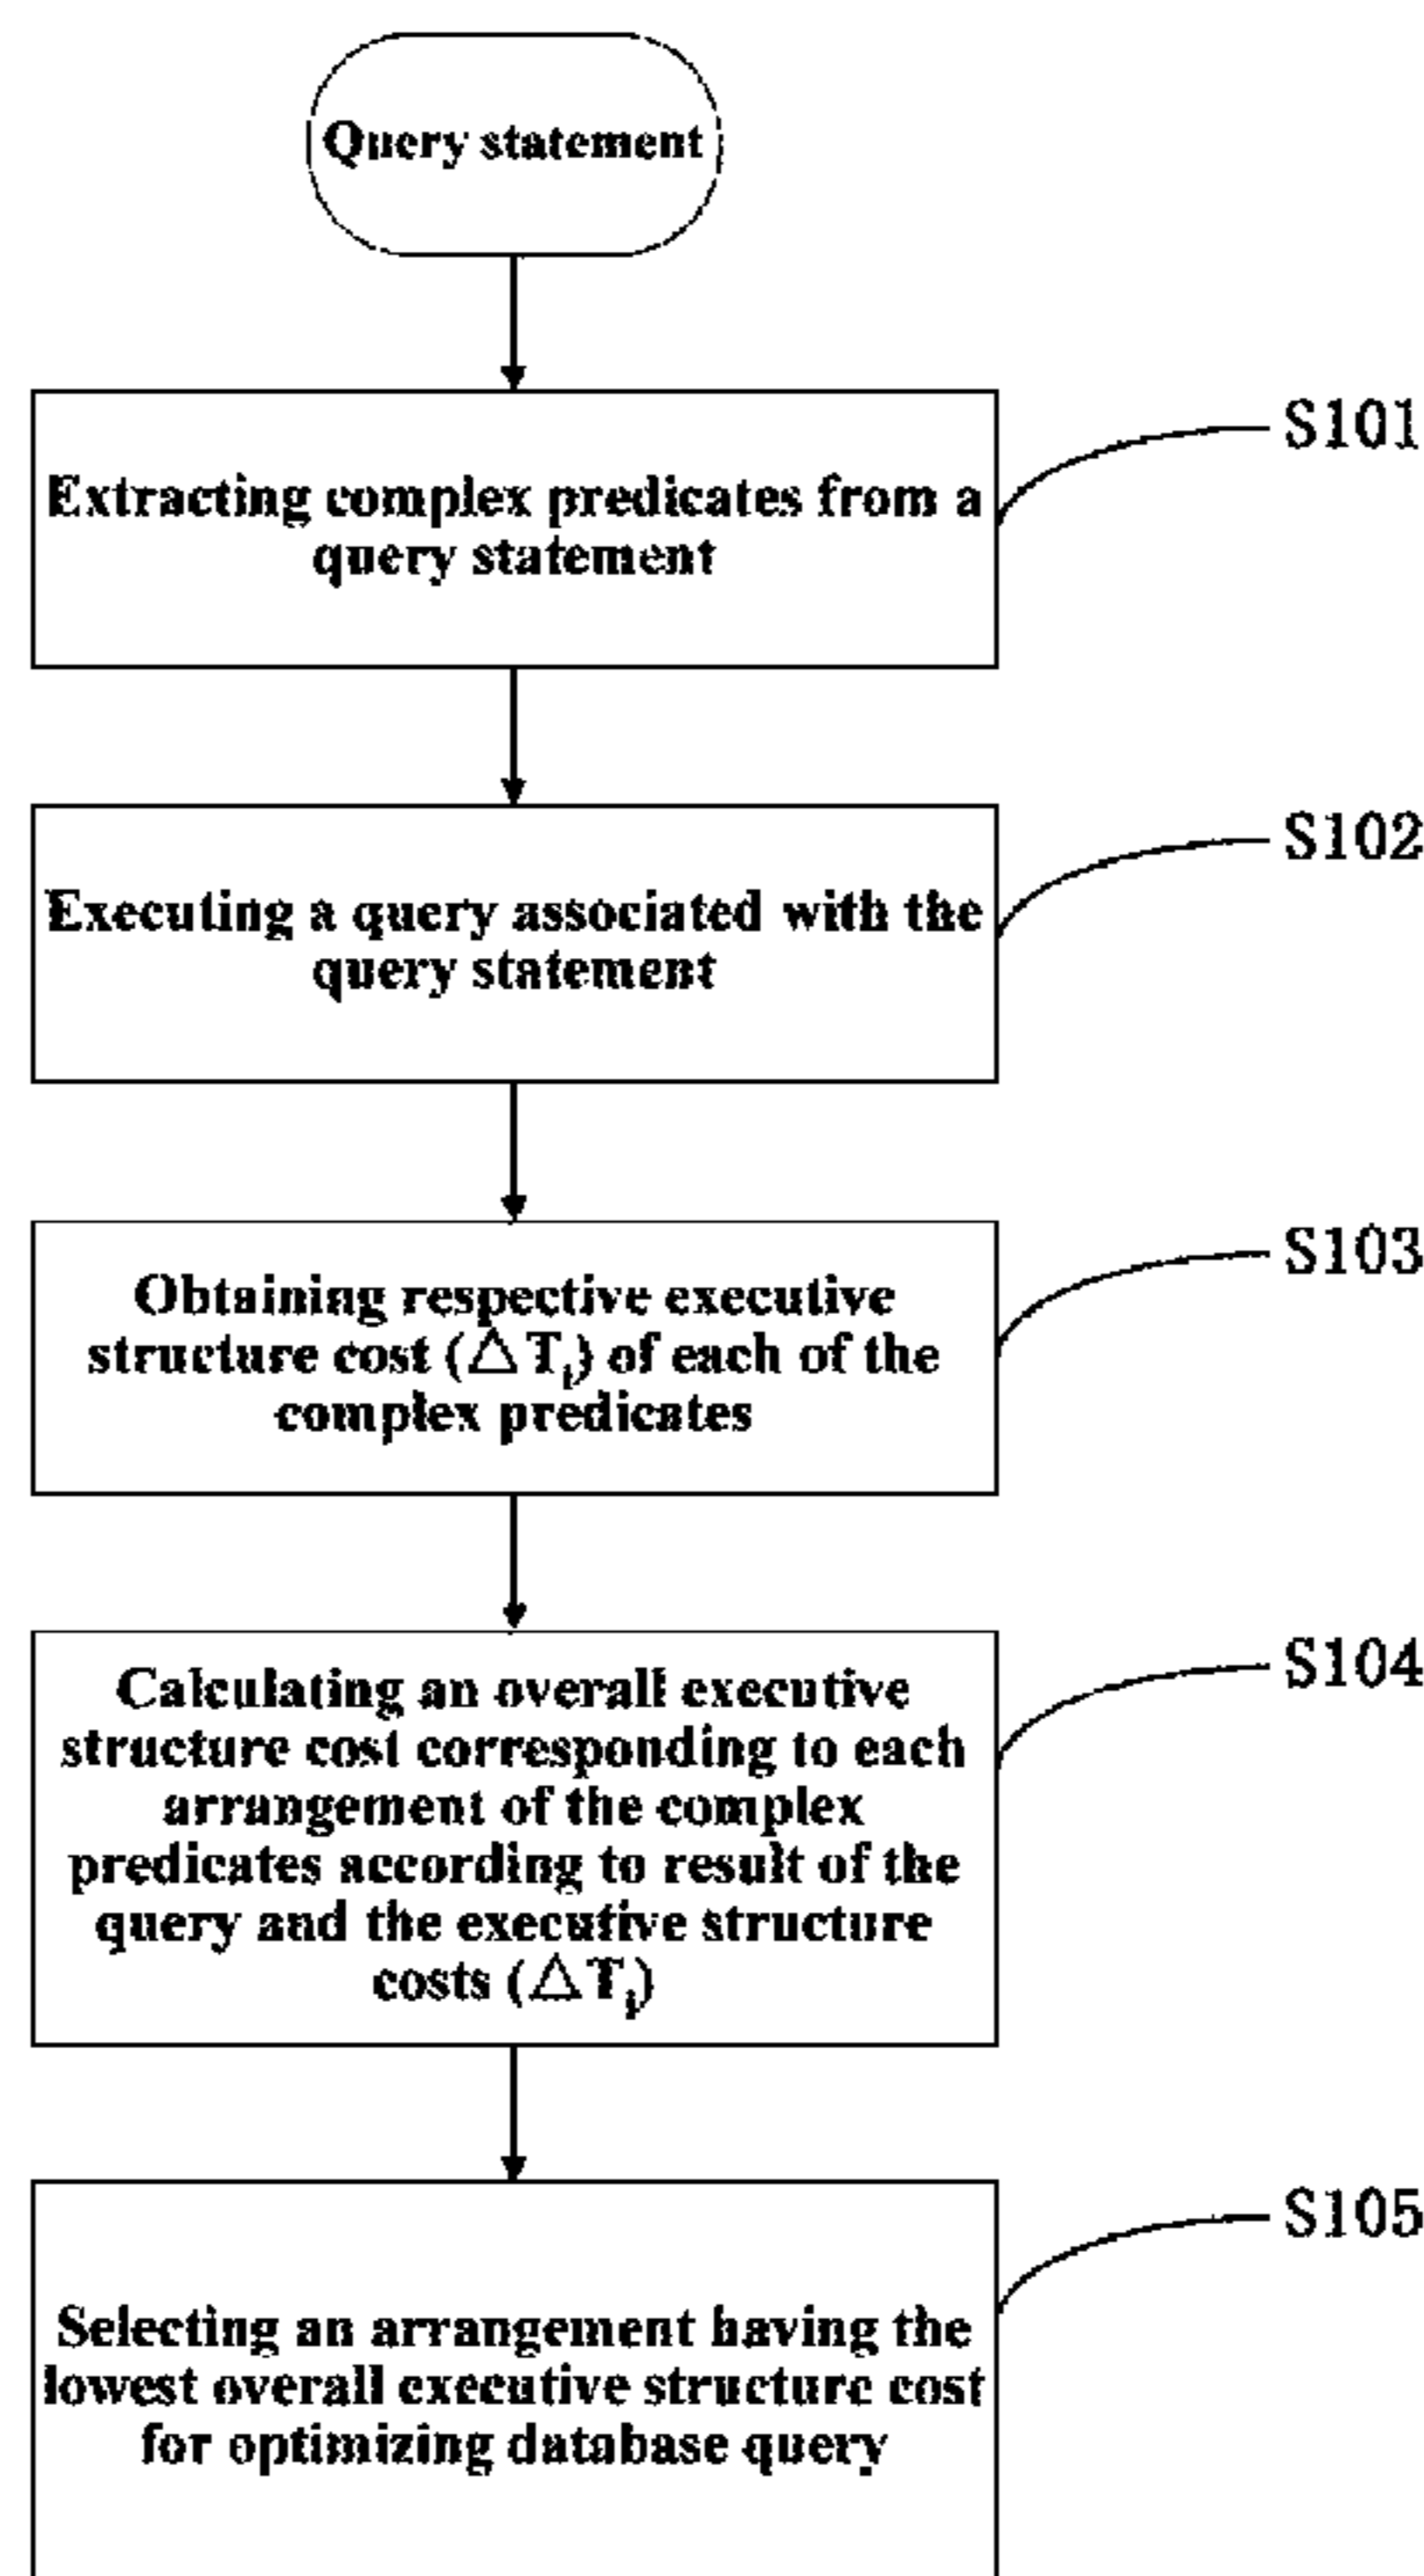 Query statement
S101
Extracting complex predicates from a
query statement
S102
Executing a query associated with the
query statement
S103
Obtaining respective executive
structure cost (△Ti) of each of the
complex predicates
S104
Calculating an overall executive
structure cost corresponding to each
arrangement of the complex
predicates according to result of the
query and the executive structure
costs (△Ti)
S105
Selecting an arrangement having the
lowest overall executive structure cost
for optimizing database query